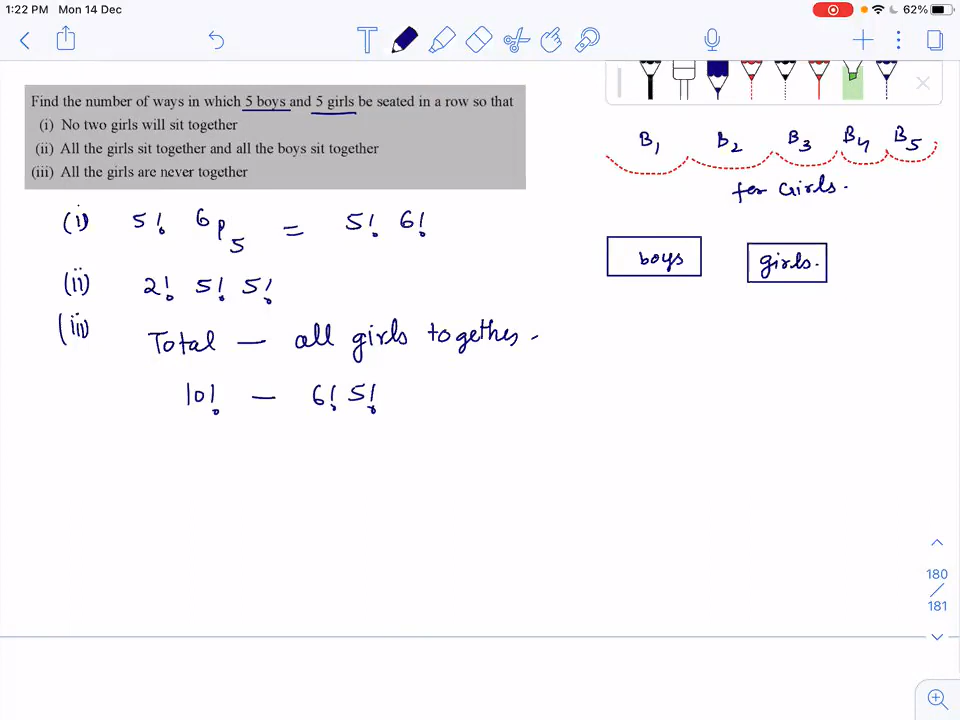 1:22 PM Mon 14 Dec 62%
T
Find the number of ways in which 5 boys and 5 girls be seated in a row so that
(i) No two girls will sit together
(ii) All the girls sit together and all the boys sit together
(iii) All the girls are never together
B1 B2 B3 B4 B5
for Girls.
(i) 5! 6P5 = 5! 6!
boys girls.
(ii) 2! 5! 5!
(iii) Total — all girls together.
10! — 6! 5!
180
/
181